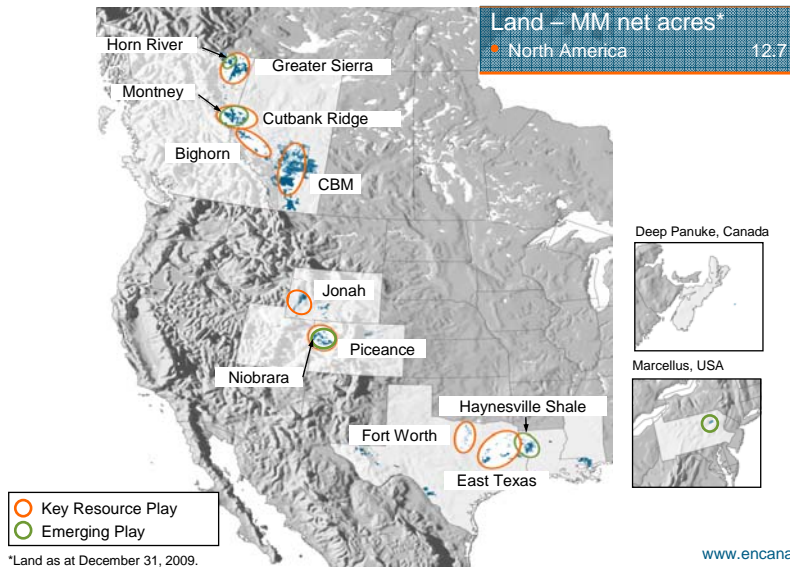 Land – MM net acres*
• North America 12.7
Horn River
Greater Sierra
Montney
Cutbank Ridge
Bighorn
CBM
Deep Panuke, Canada
Jonah
Piceance
Niobrara
Marcellus, USA
Haynesville Shale
Fort Worth
East Texas
Key Resource Play
Emerging Play
*Land as at December 31, 2009.
www.encana